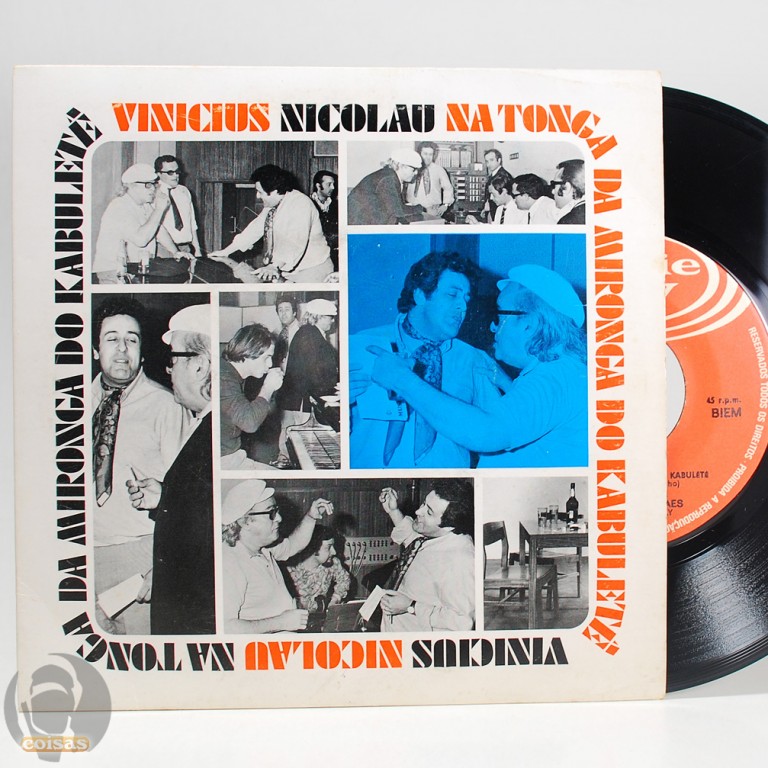 VINICIUS NICOLAU NA TONGA DA MIRONGA DO KABULETÊ
VINICIUS NICOLAU NA TONGA DA MIRONGA DO KABULETÊ
RESERVADOS TODOS OS DIREITOS PROIBIDA A REPRODUÇÃO
45 r.p.m.
BIEM
KABULETÊ
coisas